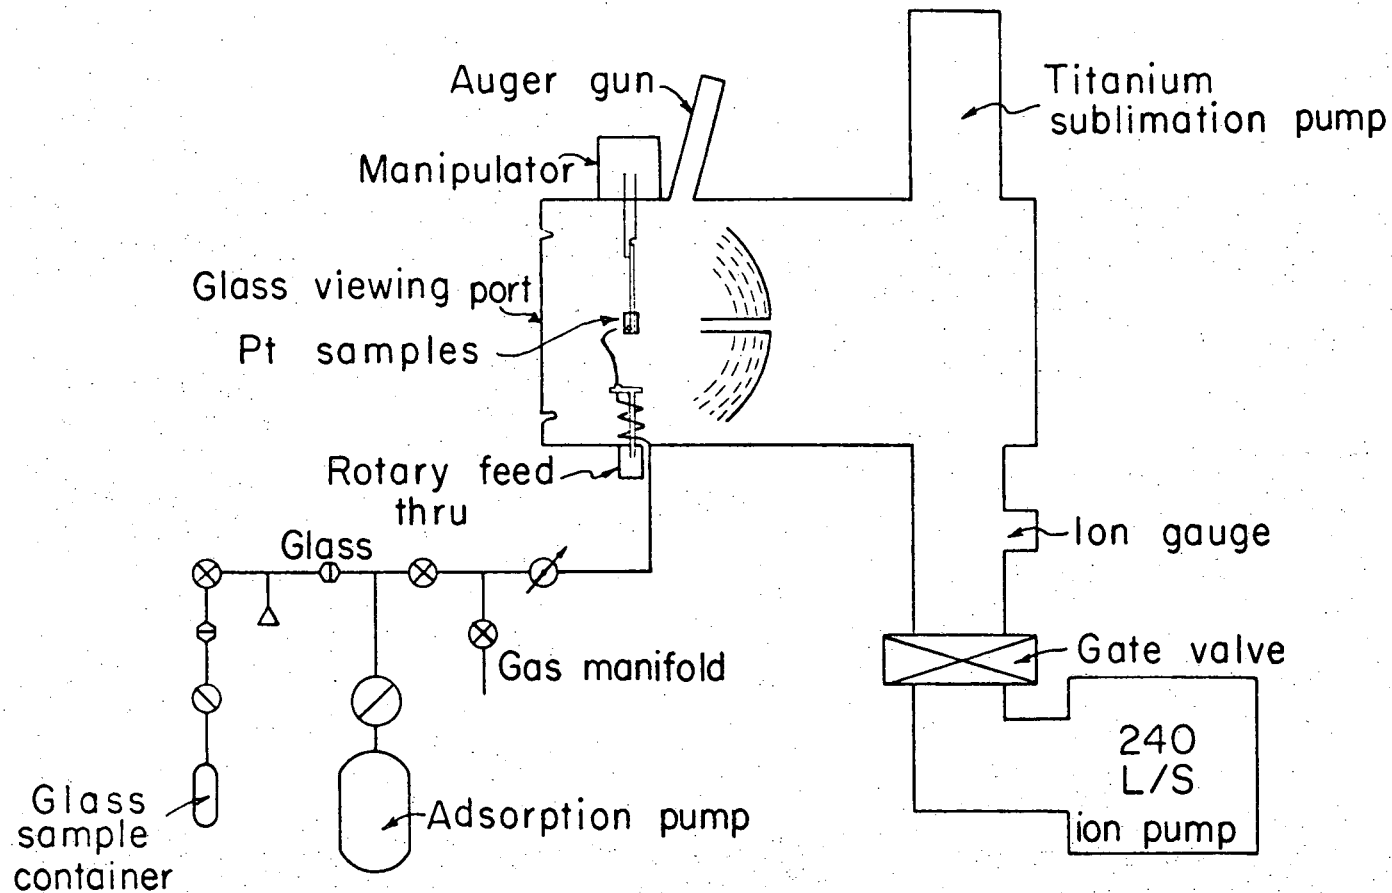 Auger gun
Titanium
sublimation pump
Manipulator
Glass viewing port
Pt samples
Rotary feed
thru
Glass
Ion gauge
Gas manifold
Gate valve
240
L/S
ion pump
Adsorption pump
Glass
sample
container